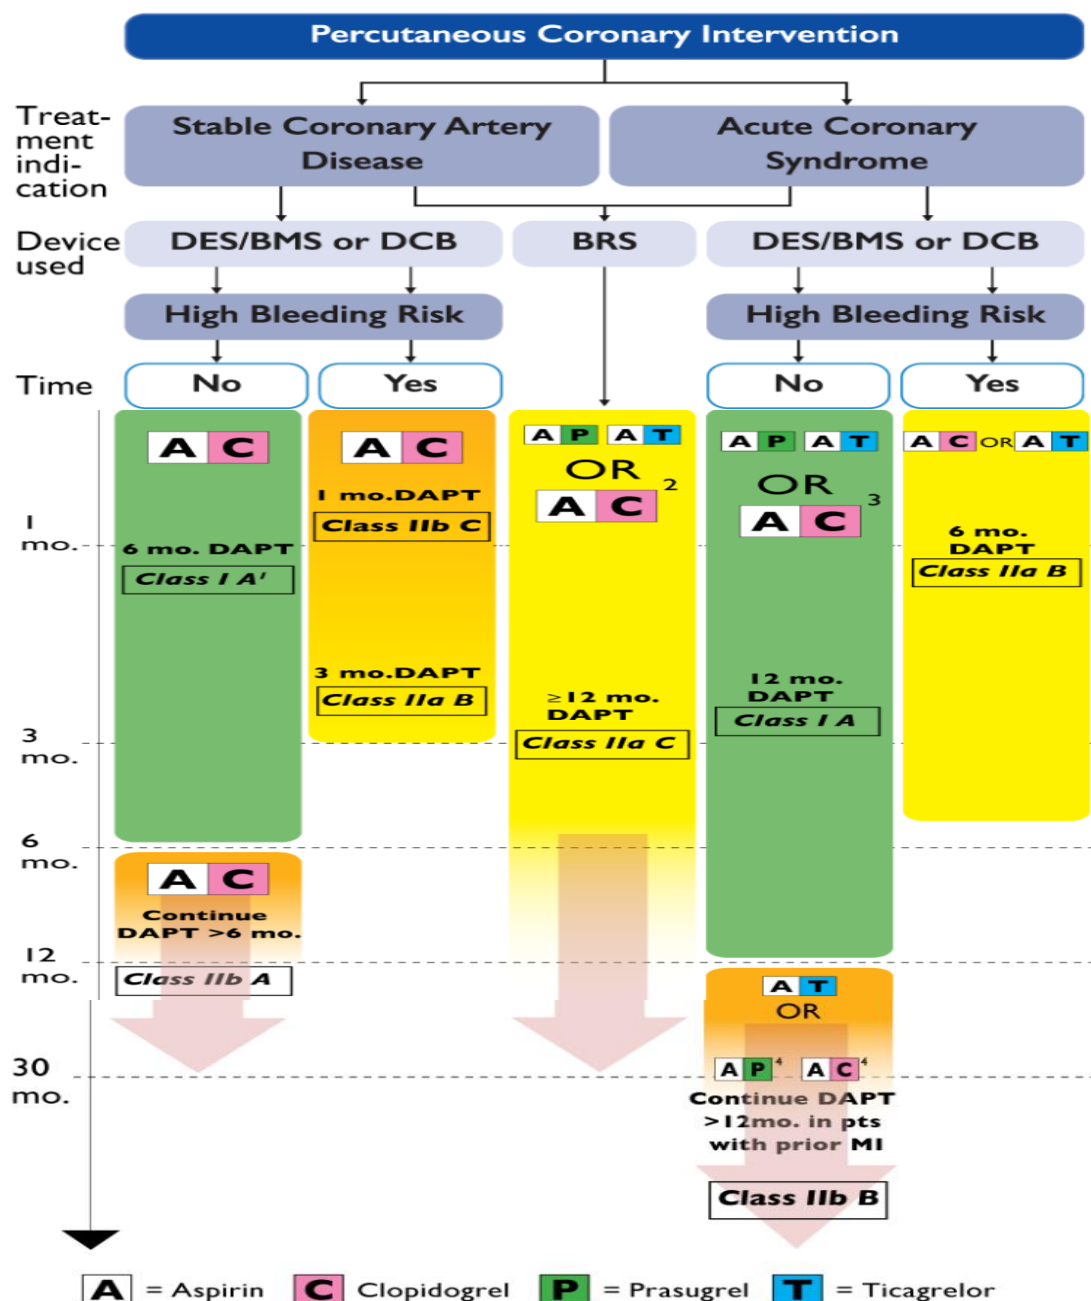 Percutaneous Coronary Intervention
Treat-
ment
indi-
cation
Stable Coronary Artery
Disease
Acute Coronary
Syndrome
Device
used
DES/BMS or DCB
BRS
DES/BMS or DCB
High Bleeding Risk
High Bleeding Risk
Time
No
Yes
No
Yes
A C
1 mo.
6 mo. DAPT
Class I A¹
A C
1 mo.DAPT
Class IIb C
3 mo.DAPT
Class IIa B
A P A T
OR
A C ²
≥12 mo.
DAPT
Class IIa C
A P A T
OR
A C ³
12 mo.
DAPT
Class I A
A C OR A T
6 mo.
DAPT
Class IIa B
3
mo.
6
mo.
A C
Continue
DAPT >6 mo.
12
mo.
Class IIb A
A T
OR
30
mo.
A P ⁴ A C ⁴
Continue DAPT
>12mo. in pts
with prior MI
Class IIb B
A = Aspirin C Clopidogrel P = Prasugrel T = Ticagrelor